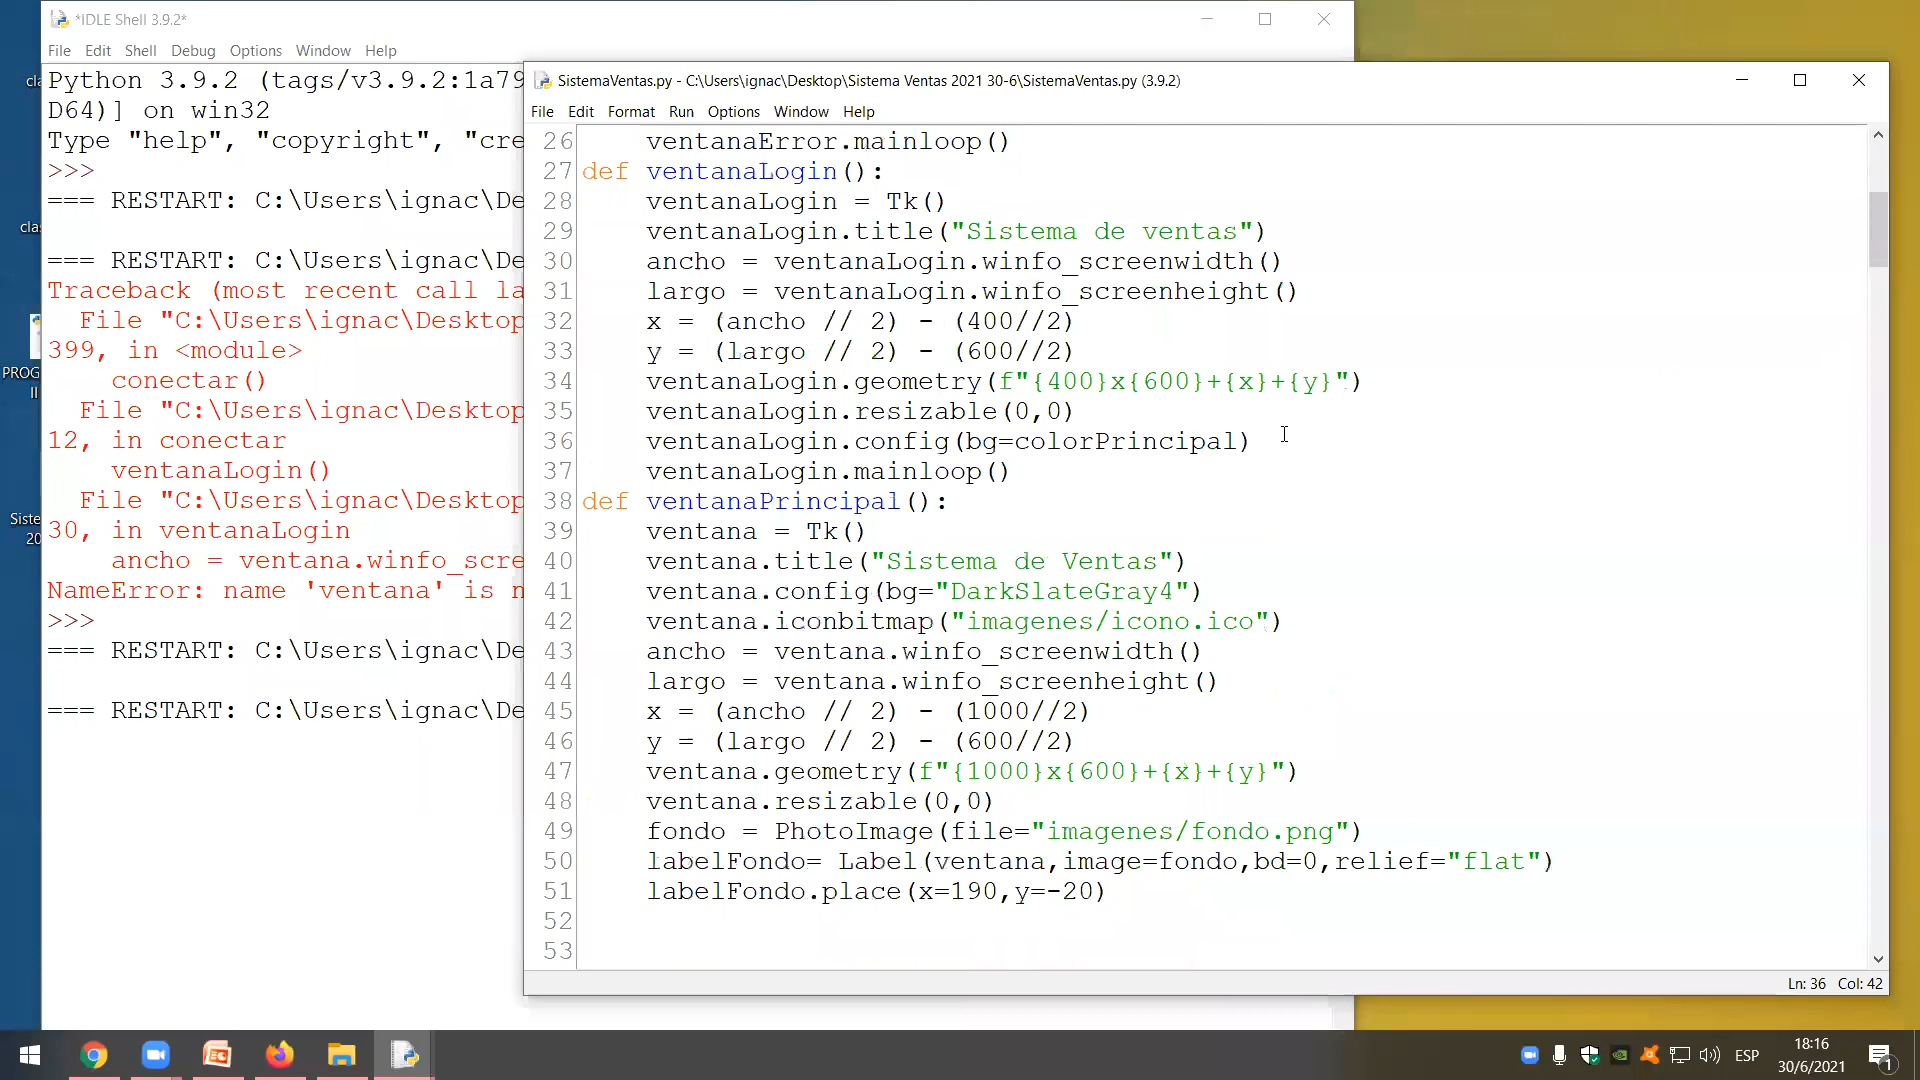 *IDLE Shell 3.9.2*
File Edit Shell Debug Options Window Help
Python 3.9.2 (tags/v3.9.2:1a79
D64)] on win32
Type "help", "copyright", "cre
>>>
=== RESTART: C:\Users\ignac\De
=== RESTART: C:\Users\ignac\De
Traceback (most recent call la
File "C:\Users\ignac\Desktop
399, in <module>
conectar()
File "C:\Users\ignac\Desktop
12, in conectar
ventanaLogin()
File "C:\Users\ignac\Desktop
30, in ventanaLogin
ancho = ventana.winfo_scre
NameError: name 'ventana' is n
>>>
=== RESTART: C:\Users\ignac\De
=== RESTART: C:\Users\ignac\De
cla
clas
PROG
II
Siste
20
SistemaVentas.py - C:\Users\ignac\Desktop\Sistema Ventas 2021 30-6\SistemaVentas.py (3.9.2)
File Edit Format Run Options Window Help
26 ventanaError.mainloop()
27 def ventanaLogin():
28 ventanaLogin = Tk()
29 ventanaLogin.title("Sistema de ventas")
30 ancho = ventanaLogin.winfo_screenwidth()
31 largo = ventanaLogin.winfo_screenheight()
32 x = (ancho // 2) - (400//2)
33 y = (largo // 2) - (600//2)
34 ventanaLogin.geometry(f"{400}x{600}+{x}+{y}")
35 ventanaLogin.resizable(0,0)
36 ventanaLogin.config(bg=colorPrincipal)
37 ventanaLogin.mainloop()
38 def ventanaPrincipal():
39 ventana = Tk()
40 ventana.title("Sistema de Ventas")
41 ventana.config(bg="DarkSlateGray4")
42 ventana.iconbitmap("imagenes/icono.ico")
43 ancho = ventana.winfo_screenwidth()
44 largo = ventana.winfo_screenheight()
45 x = (ancho // 2) - (1000//2)
46 y = (largo // 2) - (600//2)
47 ventana.geometry(f"{1000}x{600}+{x}+{y}")
48 ventana.resizable(0,0)
49 fondo = PhotoImage(file="imagenes/fondo.png")
50 labelFondo= Label(ventana,image=fondo,bd=0,relief="flat")
51 labelFondo.place(x=190,y=-20)
52
53
Ln: 36 Col: 42
ESP
18:16
30/6/2021
1